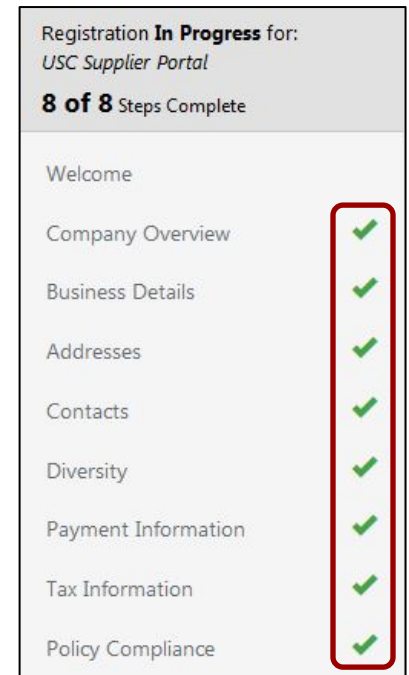 Registration In Progress for:
USC Supplier Portal
8 of 8 Steps Complete
Welcome
Company Overview
Business Details
Addresses
Contacts
Diversity
Payment Information
Tax Information
Policy Compliance